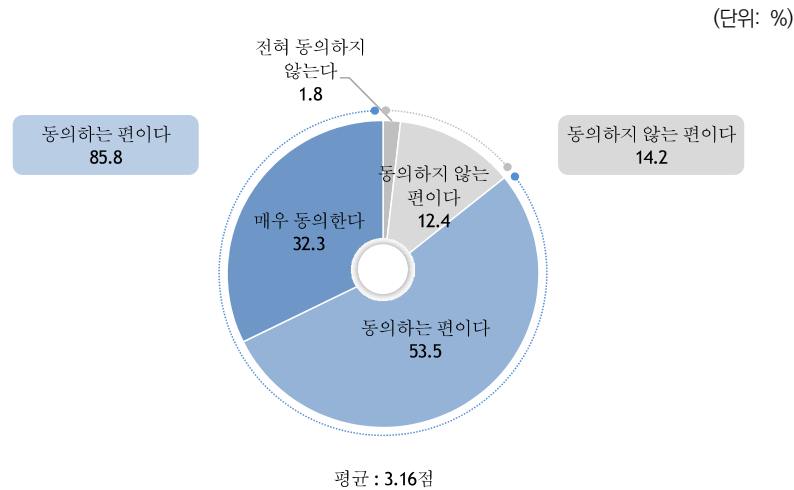 (단위: %)
전혀 동의하지
않는다
1.8
동의하는 편이다
85.8
동의하지 않는 편이다
14.2
동의하지 않는
편이다
12.4
매우 동의한다
32.3
동의하는 편이다
53.5
평균 : 3.16점